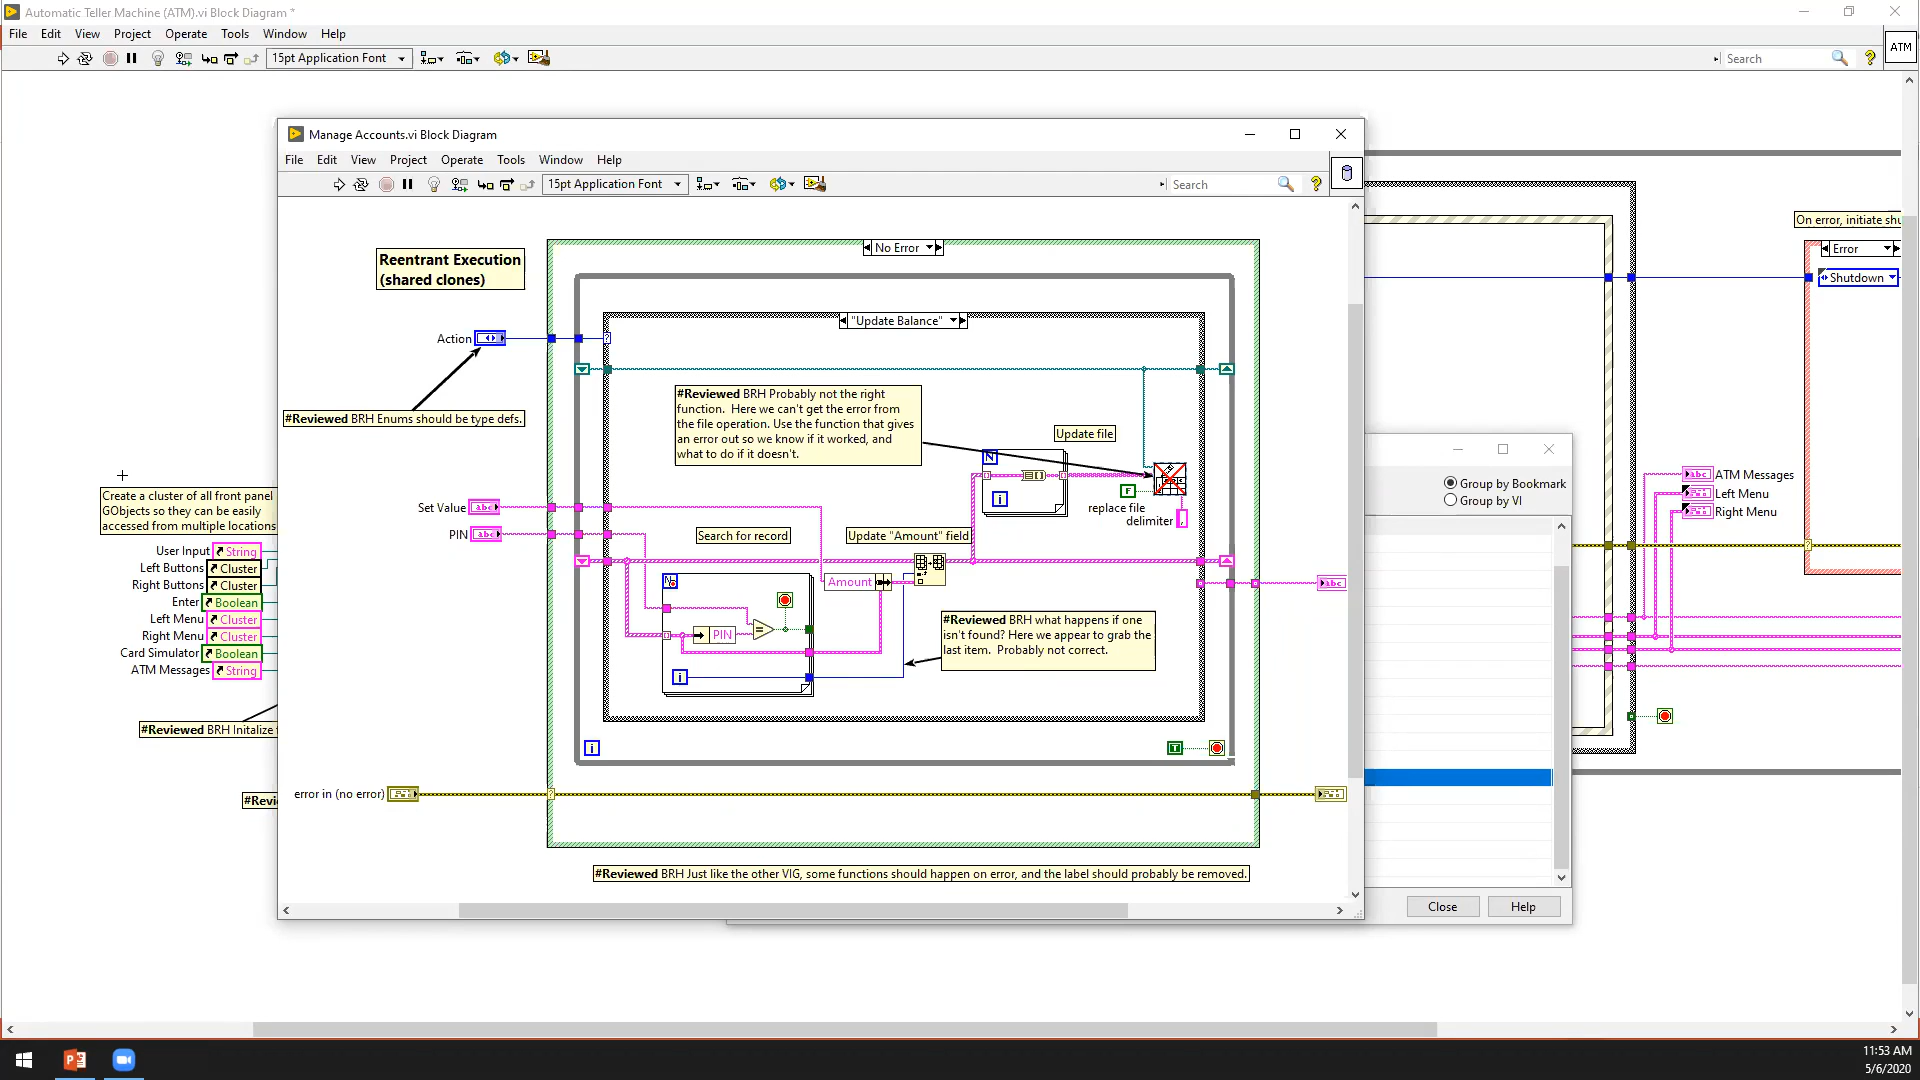 Automatic Teller Machine (ATM).vi Block Diagram *
File Edit View Project Operate Tools Window Help
15pt Application Font
Search
ATM
Manage Accounts.vi Block Diagram
File Edit View Project Operate Tools Window Help
15pt Application Font
Search
Reentrant Execution
(shared clones)
No Error
Action
"Update Balance"
#Reviewed BRH Enums should be type defs.
#Reviewed BRH Probably not the right
function. Here we can't get the error from
the file operation. Use the function that gives
an error out so we know if it worked, and
what to do if it doesn't.
Update file
N
i
F
replace file
delimiter
,
Set Value abc
PIN abc
Search for record
Update "Amount" field
N
Amount
PIN
=
i
#Reviewed BRH what happens if one
isn't found? Here we appear to grab the
last item. Probably not correct.
abc
i
T
error in (no error)
#Reviewed BRH Just like the other VIG, some functions should happen on error, and the label should probably be removed.
Create a cluster of all front panel
GObjects so they can be easily
accessed from multiple locations
User Input String
Left Buttons Cluster
Right Buttons Cluster
Enter Boolean
Left Menu Cluster
Right Menu Cluster
Card Simulator Boolean
ATM Messages String
#Reviewed BRH Initalize
On error, initiate
Error
Shutdown
Group by Bookmark
Group by VI
abc ATM Messages
Left Menu
Right Menu
Close
Help
11:53 AM
5/6/2020